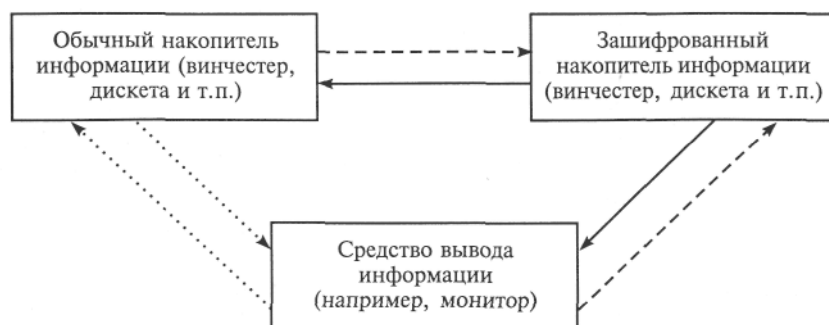 Обычный накопитель
информации (винчестер,
дискета и т.п.)
Зашифрованный
накопитель информации
(винчестер, дискета и т.п.)
Средство вывода
информации
(например, монитор)